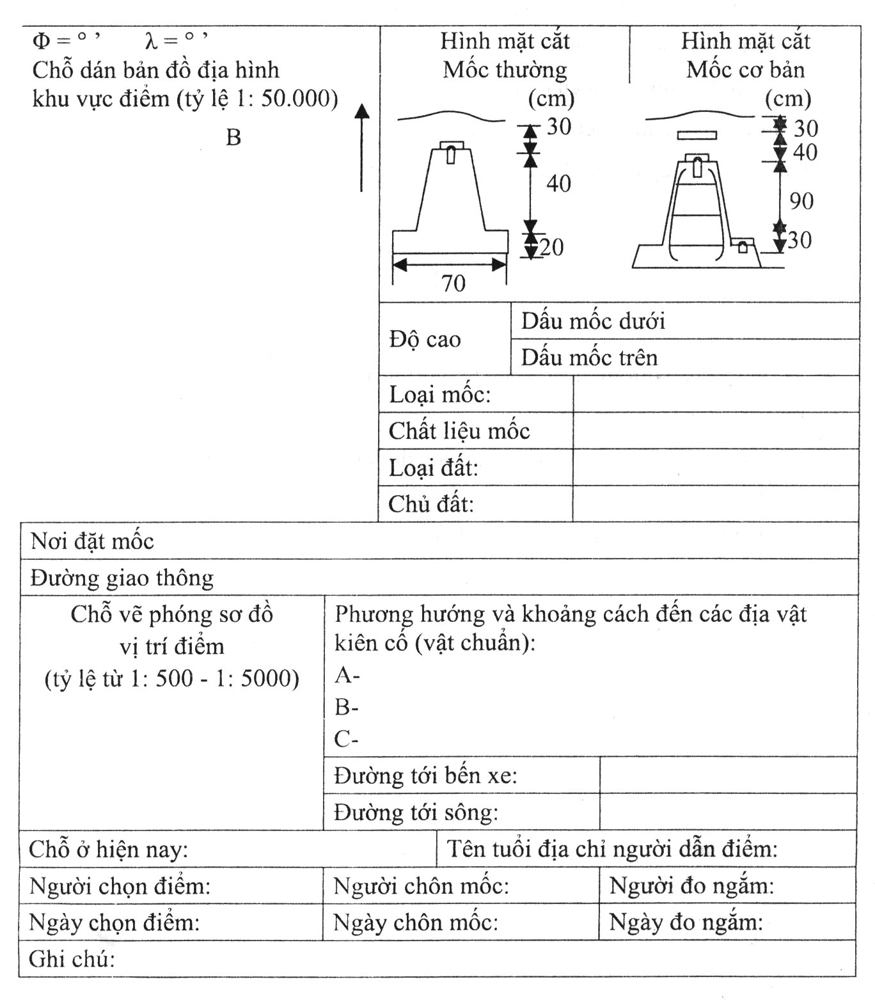 Φ = ° ’ λ = ° ’
Chỗ dán bản đồ địa hình
khu vực điểm (tỷ lệ 1: 50.000)
B
Hình mặt cắt
Mốc thường
(cm)
30
40
20
70
Hình mặt cắt
Mốc cơ bản
(cm)
30
40
90
30
Độ cao
Dấu mốc dưới
Dấu mốc trên
Loại mốc:
Chất liệu mốc
Loại đất:
Chủ đất:
Nơi đặt mốc
Đường giao thông
Chỗ vẽ phóng sơ đồ
vị trí điểm
(tỷ lệ từ 1: 500 - 1: 5000)
Phương hướng và khoảng cách đến các địa vật
kiên cố (vật chuẩn):
A-
B-
C-
Đường tới bến xe:
Đường tới sông:
Chỗ ở hiện nay:
Tên tuổi địa chỉ người dẫn điểm:
Người chọn điểm:
Người chôn mốc:
Người đo ngắm:
Ngày chọn điểm:
Ngày chôn mốc:
Ngày đo ngắm:
Ghi chú: